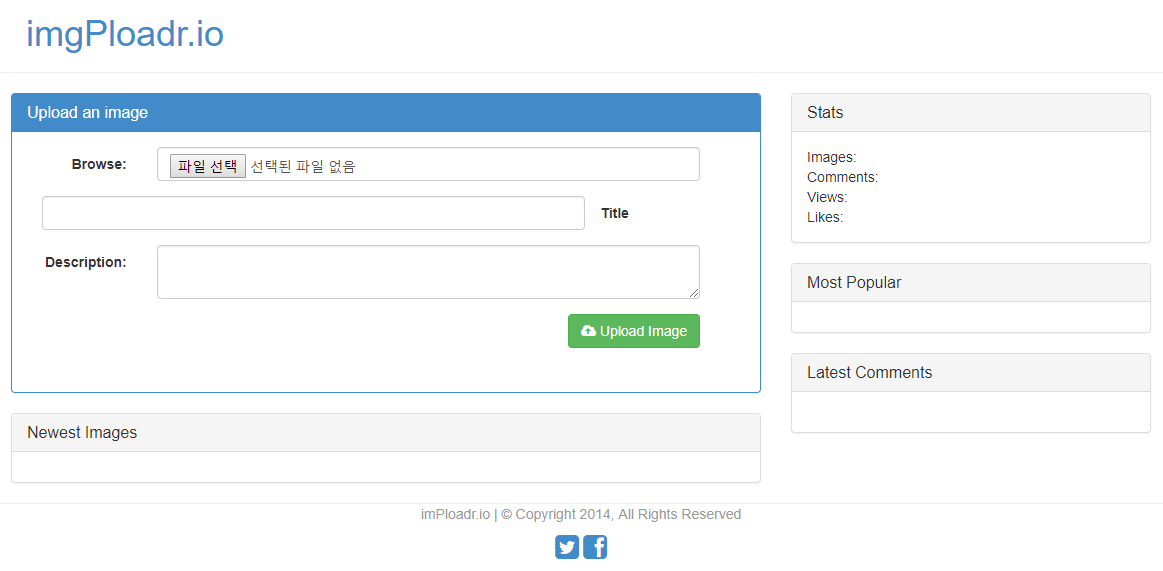 imgPloadr.io
Upload an image
Browse: 파일 선택 선택된 파일 없음
Title
Description:
Upload Image
Newest Images
Stats
Images:
Comments:
Views:
Likes:
Most Popular
Latest Comments
imPloadr.io | © Copyright 2014, All Rights Reserved